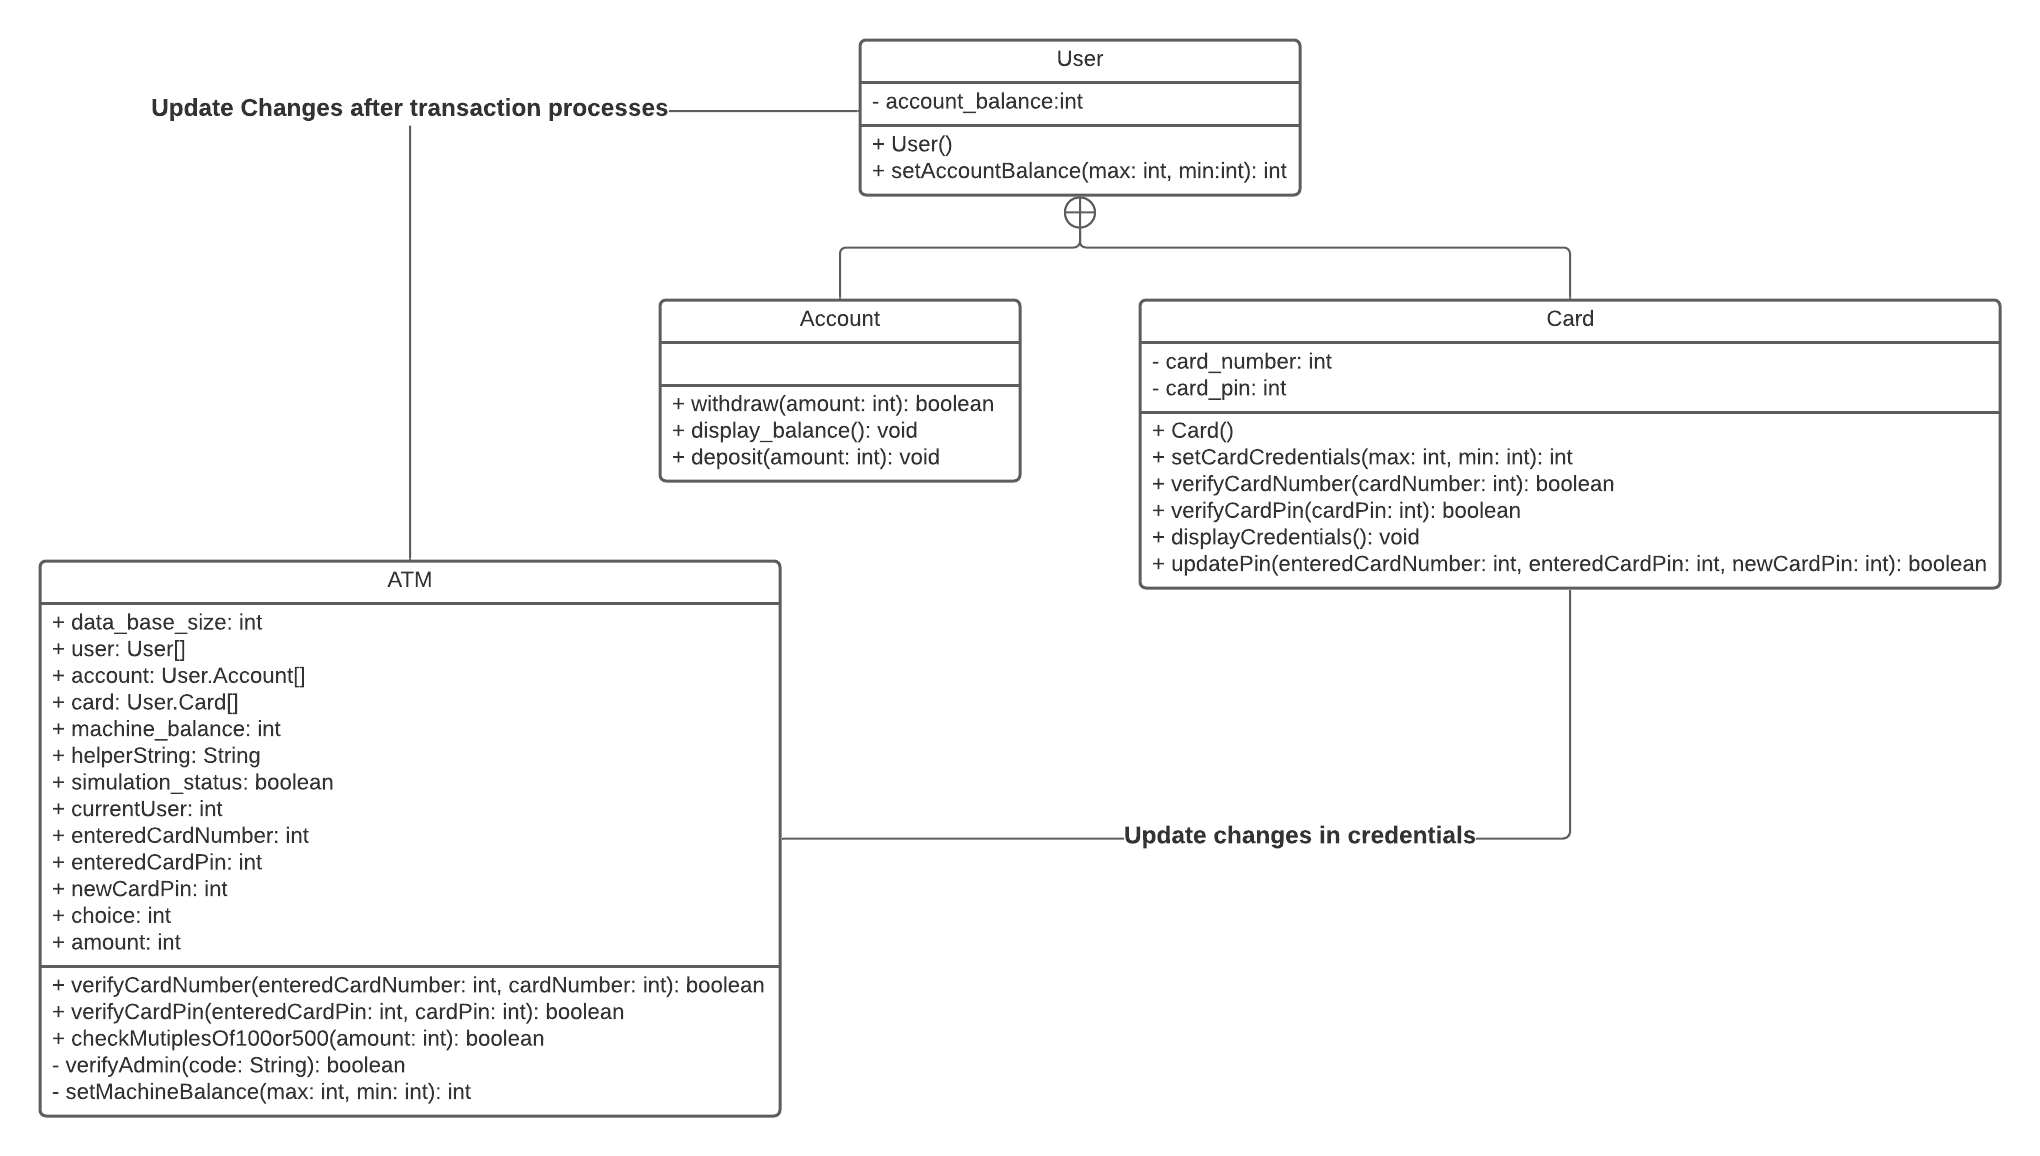 User
- account_balance:int
+ User()
+ setAccountBalance(max: int, min:int): int
Update Changes after transaction processes
Account
+ withdraw(amount: int): boolean
+ display_balance(): void
+ deposit(amount: int): void
Card
- card_number: int
- card_pin: int
+ Card()
+ setCardCredentials(max: int, min: int): int
+ verifyCardNumber(cardNumber: int): boolean
+ verifyCardPin(cardPin: int): boolean
+ displayCredentials(): void
+ updatePin(enteredCardNumber: int, enteredCardPin: int, newCardPin: int): boolean
ATM
+ data_base_size: int
+ user: User[]
+ account: User.Account[]
+ card: User.Card[]
+ machine_balance: int
+ helperString: String
+ simulation_status: boolean
+ currentUser: int
+ enteredCardNumber: int
+ enteredCardPin: int
+ newCardPin: int
+ choice: int
+ amount: int
+ verifyCardNumber(enteredCardNumber: int, cardNumber: int): boolean
+ verifyCardPin(enteredCardPin: int, cardPin: int): boolean
+ checkMutiplesOf100or500(amount: int): boolean
- verifyAdmin(code: String): boolean
- setMachineBalance(max: int, min: int): int
Update changes in credentials